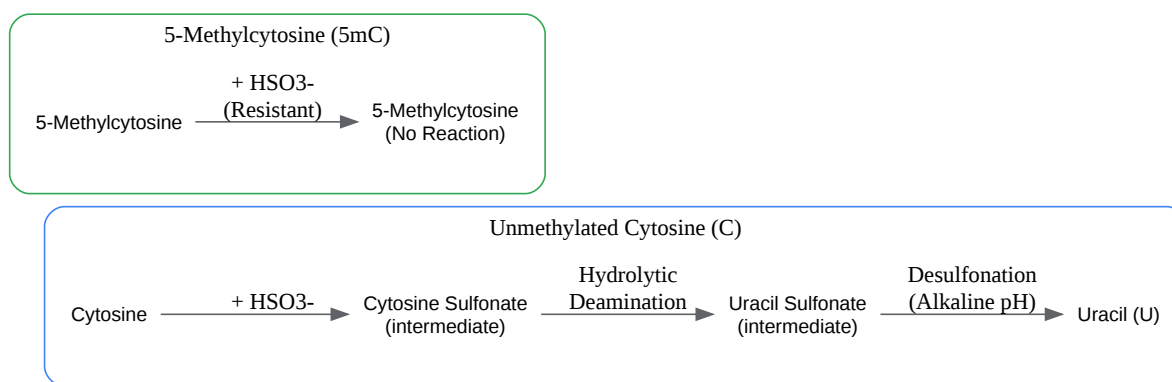 5-Methylcytosine (5mC)
+ HSO3-
(Resistant)
5-Methylcytosine
5-Methylcytosine
(No Reaction)
Unmethylated Cytosine (C)
Cytosine
+ HSO3-
Cytosine Sulfonate
(intermediate)
Hydrolytic
Deamination
Uracil Sulfonate
(intermediate)
Desulfonation
(Alkaline pH)
Uracil (U)